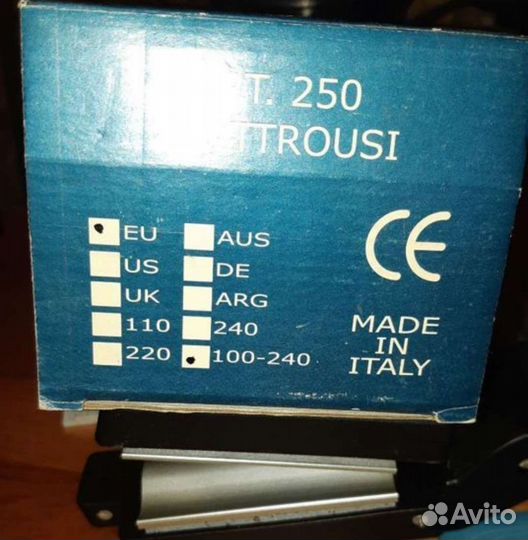 T. 250
TTROUSI
EU
AUS
US
DE
UK
ARG
110
240
220
100-240
CE
MADE
IN
ITALY
Avito